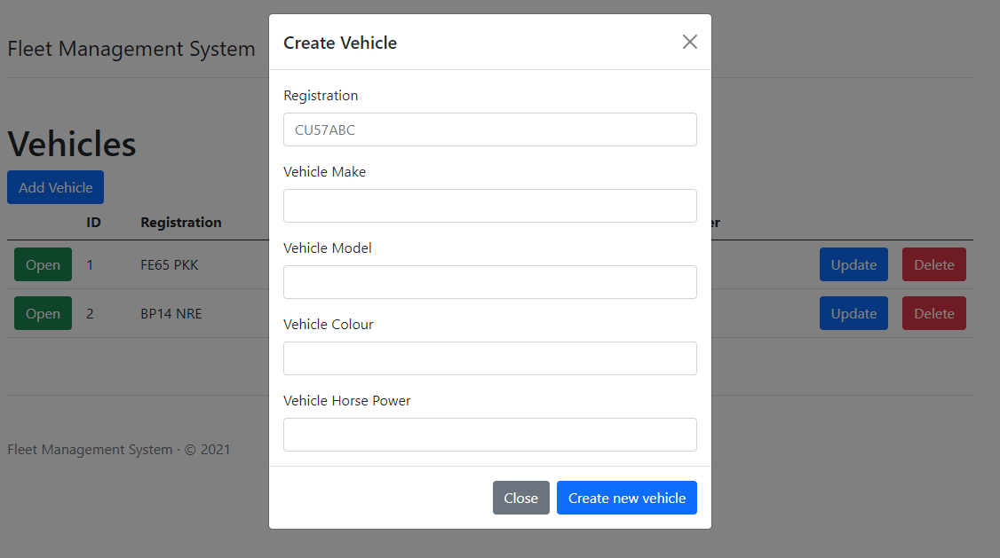 Fleet Management System
Vehicles
Add Vehicle
ID Registration
Open 1 FE65 PKK Update Delete
Open 2 BP14 NRE Update Delete
Fleet Management System · © 2021
Create Vehicle
Registration
CU57ABC
Vehicle Make
Vehicle Model
Vehicle Colour
Vehicle Horse Power
Close Create new vehicle